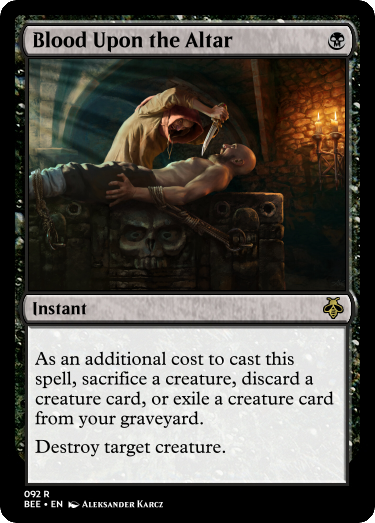 Blood Upon the Altar
Instant
As an additional cost to cast this
spell, sacrifice a creature, discard a
creature card, or exile a creature card
from your graveyard.
Destroy target creature.
092 R
BEE • EN Aleksander Karcz